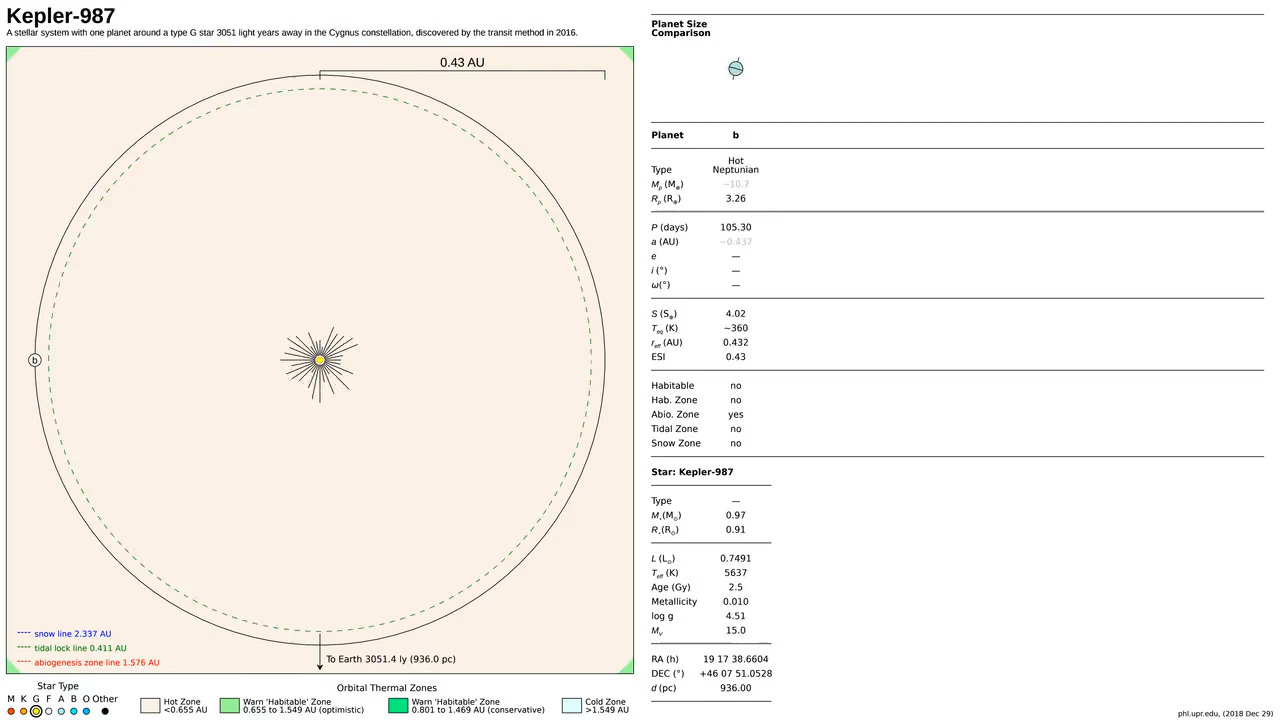 Kepler-987
A stellar system with one planet around a type G star 3051 light years away in the Cygnus constellation, discovered by the transit method in 2016.
0.43 AU
b
---- snow line 2.337 AU
---- tidal lock line 0.411 AU
---- abiogenesis zone line 1.576 AU
To Earth 3051.4 ly (936.0 pc)
Star Type
M K G F A B O Other
Orbital Thermal Zones
Hot Zone
<0.655 AU
Warn 'Habitable' Zone
0.655 to 1.549 AU (optimistic)
Warn 'Habitable' Zone
0.801 to 1.469 AU (conservative)
Cold Zone
>1.549 AU
Planet Size
Comparison
Planet b
Type Hot
Neptunian
Mp (M⊕) ~10.7
Rp (R⊕) 3.26
P (days) 105.30
a (AU) ~0.432
e —
i (°) —
ω(°) —
S (S⊕) 4.02
Teq (K) ~360
reff (AU) 0.432
ESI 0.43
Habitable no
Hab. Zone no
Abio. Zone yes
Tidal Zone no
Snow Zone no
Star: Kepler-987
Type —
M⋆(M☉) 0.97
R⋆(R☉) 0.91
L (L☉) 0.7491
Teff (K) 5637
Age (Gy) 2.5
Metallicity 0.010
log g 4.51
MV 15.0
RA (h) 19 17 38.6604
DEC (°) +46 07 51.0528
d (pc) 936.00
phl.upr.edu, (2018 Dec 29)